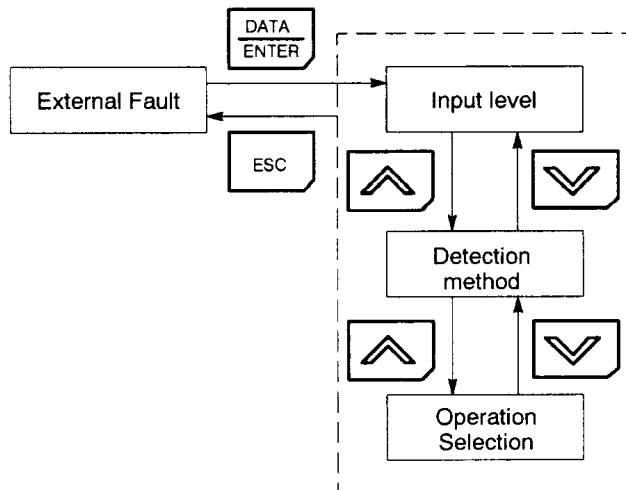 DATA
ENTER
External Fault
Input level
ESC
Detection
method
Operation
Selection